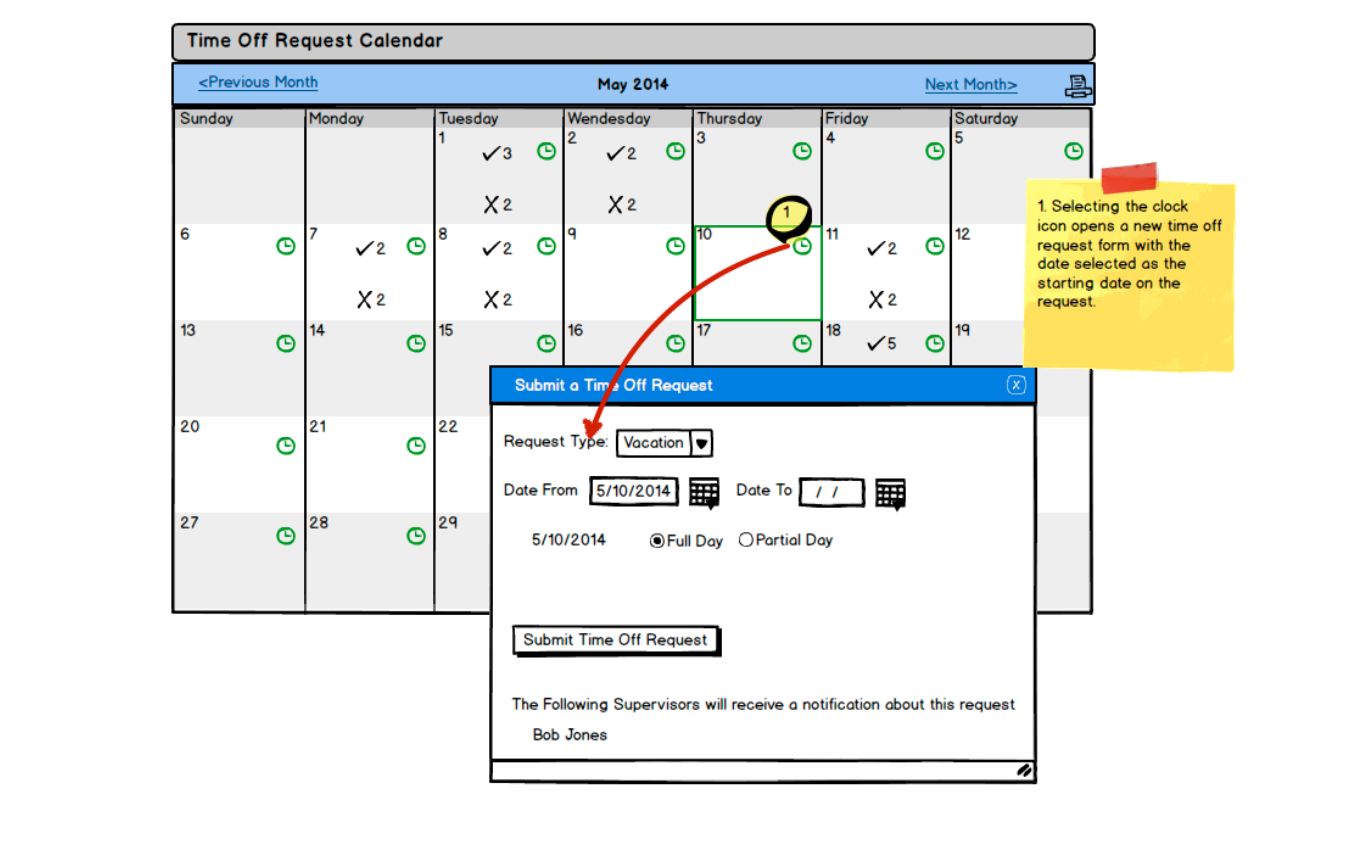 Time Off Request Calendar
<Previous Month May 2014 Next Month>
Sunday Monday Tuesday Wendesday Thursday Friday Saturday
1 ✓3 2 ✓2 3 4 5
X 2 X 2
1
6 7 ✓2 8 ✓2 9 10 11 ✓2 12
X 2 X 2 X 2
13 14 15 16 17 18 ✓5 19
20 21 22
27 28 29
1. Selecting the clock
icon opens a new time off
request form with the
date selected as the
starting date on the
request.
Submit a Time Off Request X
Request Type: Vacation
Date From 5/10/2014 Date To / /
5/10/2014 Full Day Partial Day
Submit Time Off Request
The Following Supervisors will receive a notification about this request
Bob Jones